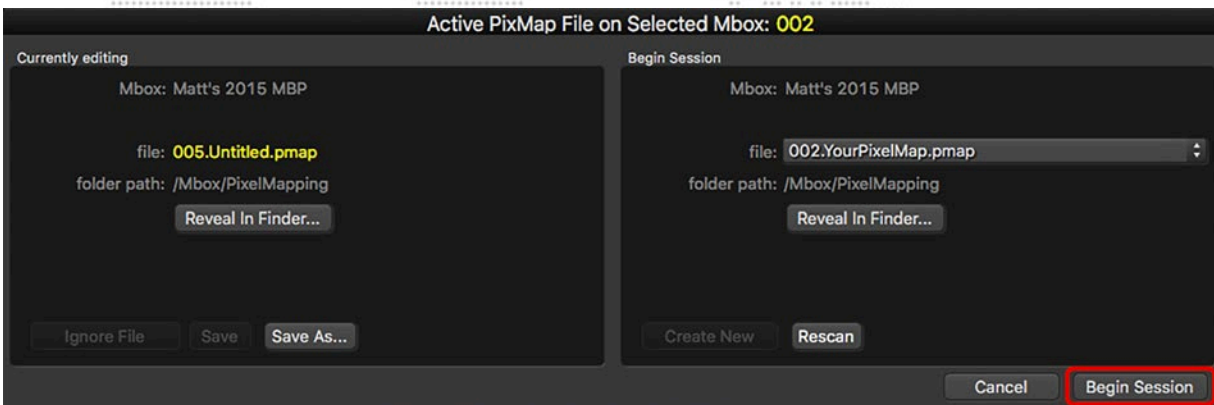 Active PixMap File on Selected Mbox: 002
Currently editing
Mbox: Matt's 2015 MBP
file: 005.Untitled.pmap
folder path: /Mbox/PixelMapping
Reveal In Finder...
Ignore File Save Save As...
Begin Session
Mbox: Matt's 2015 MBP
file: 002.YourPixelMap.pmap
folder path: /Mbox/PixelMapping
Reveal In Finder...
Create New Rescan
Cancel Begin Session